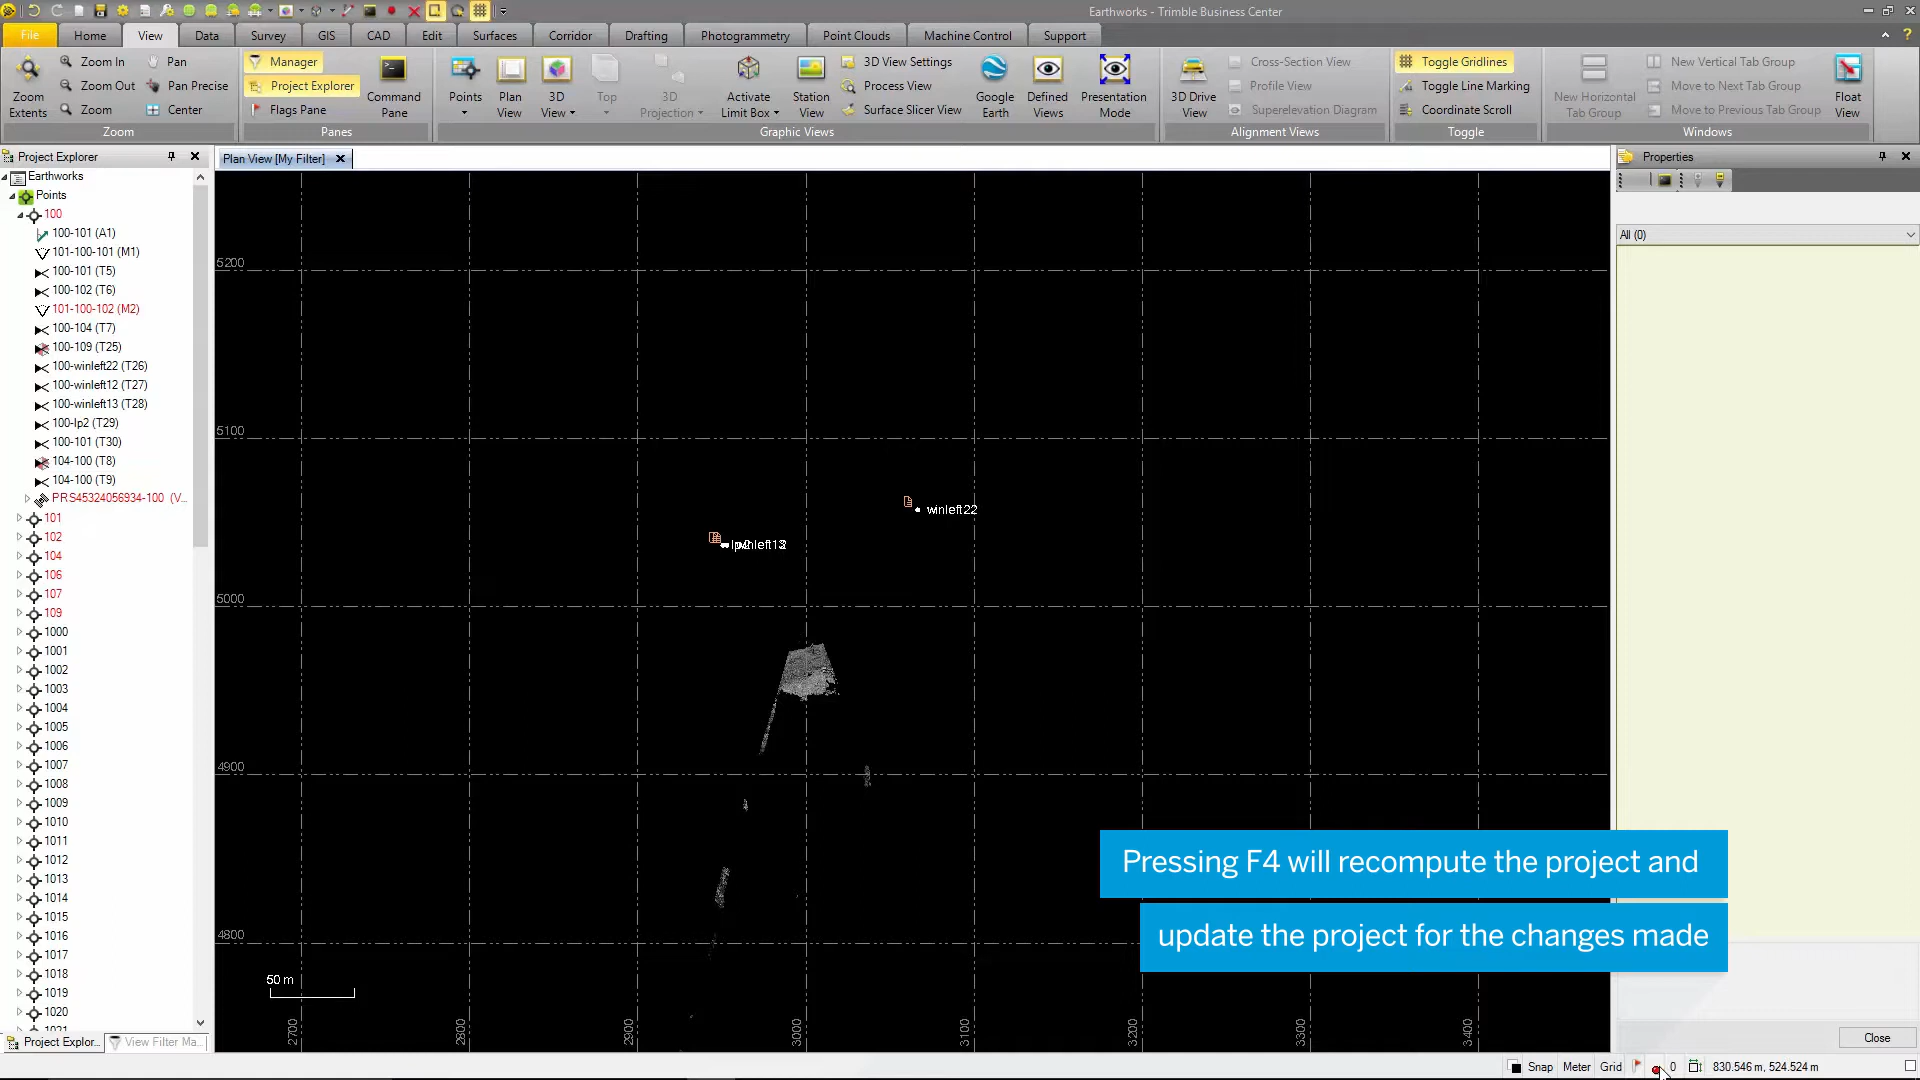 Earthworks - Trimble Business Center
File Home View Data Survey GIS CAD Edit Surfaces Corridor Drafting Photogrammetry Point Clouds Machine Control Support
Zoom Extents
Zoom In
Zoom Out
Zoom
Pan
Pan Precise
Center
Zoom
Manager
Project Explorer
Flags Pane
Command Pane
Panes
Points
Plan View
3D View
Top
3D Projection
Activate Limit Box
Station View
3D View Settings
Process View
Surface Slicer View
Google Earth
Defined Views
Presentation Mode
Graphic Views
3D Drive View
Cross-Section View
Profile View
Superelevation Diagram
Alignment Views
Toggle Gridlines
Toggle Line Marking
Coordinate Scroll
Toggle
New Horizontal Tab Group
New Vertical Tab Group
Move to Next Tab Group
Move to Previous Tab Group
Float View
Windows
Project Explorer
Earthworks
Points
100
100-101 (A1)
101-100-101 (M1)
100-101 (T5)
100-102 (T6)
101-100-102 (M2)
100-104 (T7)
100-109 (T25)
100-winleft22 (T26)
100-winleft12 (T27)
100-winleft13 (T28)
100-lp2 (T29)
100-101 (T30)
104-100 (T8)
104-100 (T9)
PRS45324056934-100 (V...
101
102
104
106
107
109
1000
1001
1002
1003
1004
1005
1006
1007
1008
1009
1010
1011
1012
1013
1014
1015
1016
1017
1018
1019
1020
1021
Project Explor...
View Filter Ma...
Plan View [My Filter]
5200
5100
5000
4900
4800
winleft22
50 m
2700
2800
2900
3000
3100
3200
3300
3400
Properties
All (0)
Pressing F4 will recompute the project and
update the project for the changes made
Close
Snap Meter Grid 0 830.546 m, 524.524 m